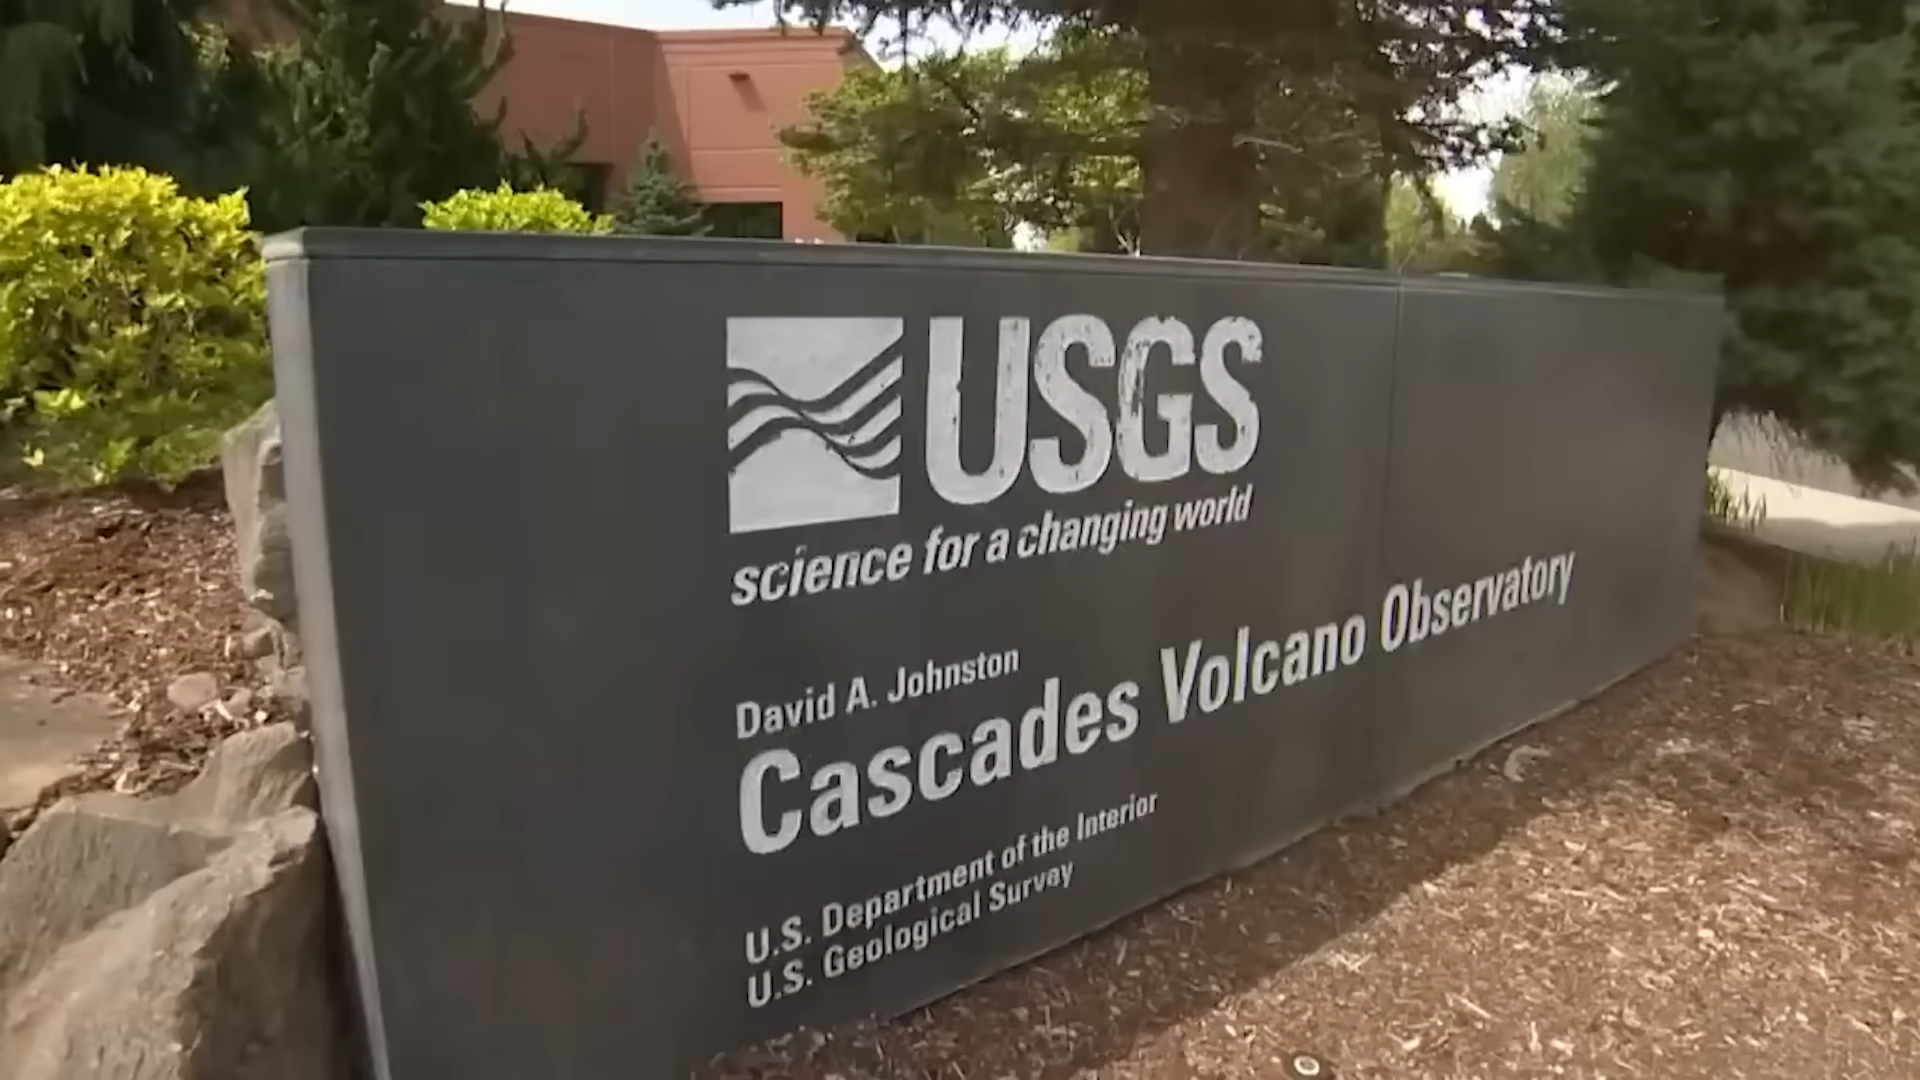 USGS
science for a changing world
David A. Johnston
Cascades Volcano Observatory
U.S. Department of the Interior
U.S. Geological Survey